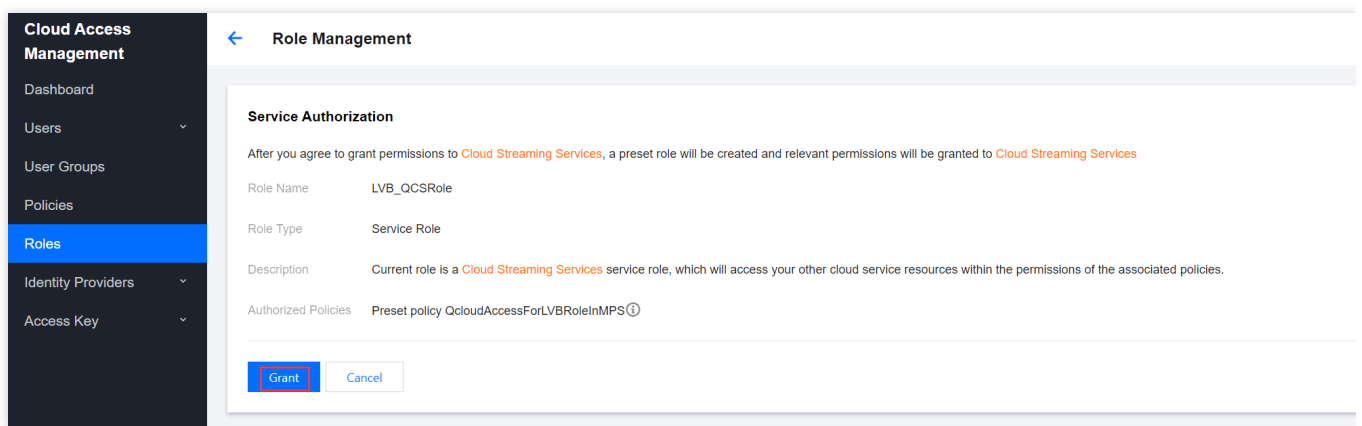 Cloud Access
Management
Dashboard
Users
User Groups
Policies
Roles
Identity Providers
Access Key
Role Management
Service Authorization
After you agree to grant permissions to Cloud Streaming Services, a preset role will be created and relevant permissions will be granted to Cloud Streaming Services
Role Name LVB_QCSRole
Role Type Service Role
Description Current role is a Cloud Streaming Services service role, which will access your other cloud service resources within the permissions of the associated policies.
Authorized Policies Preset policy QcloudAccessForLVBRoleInMPS
Grant Cancel